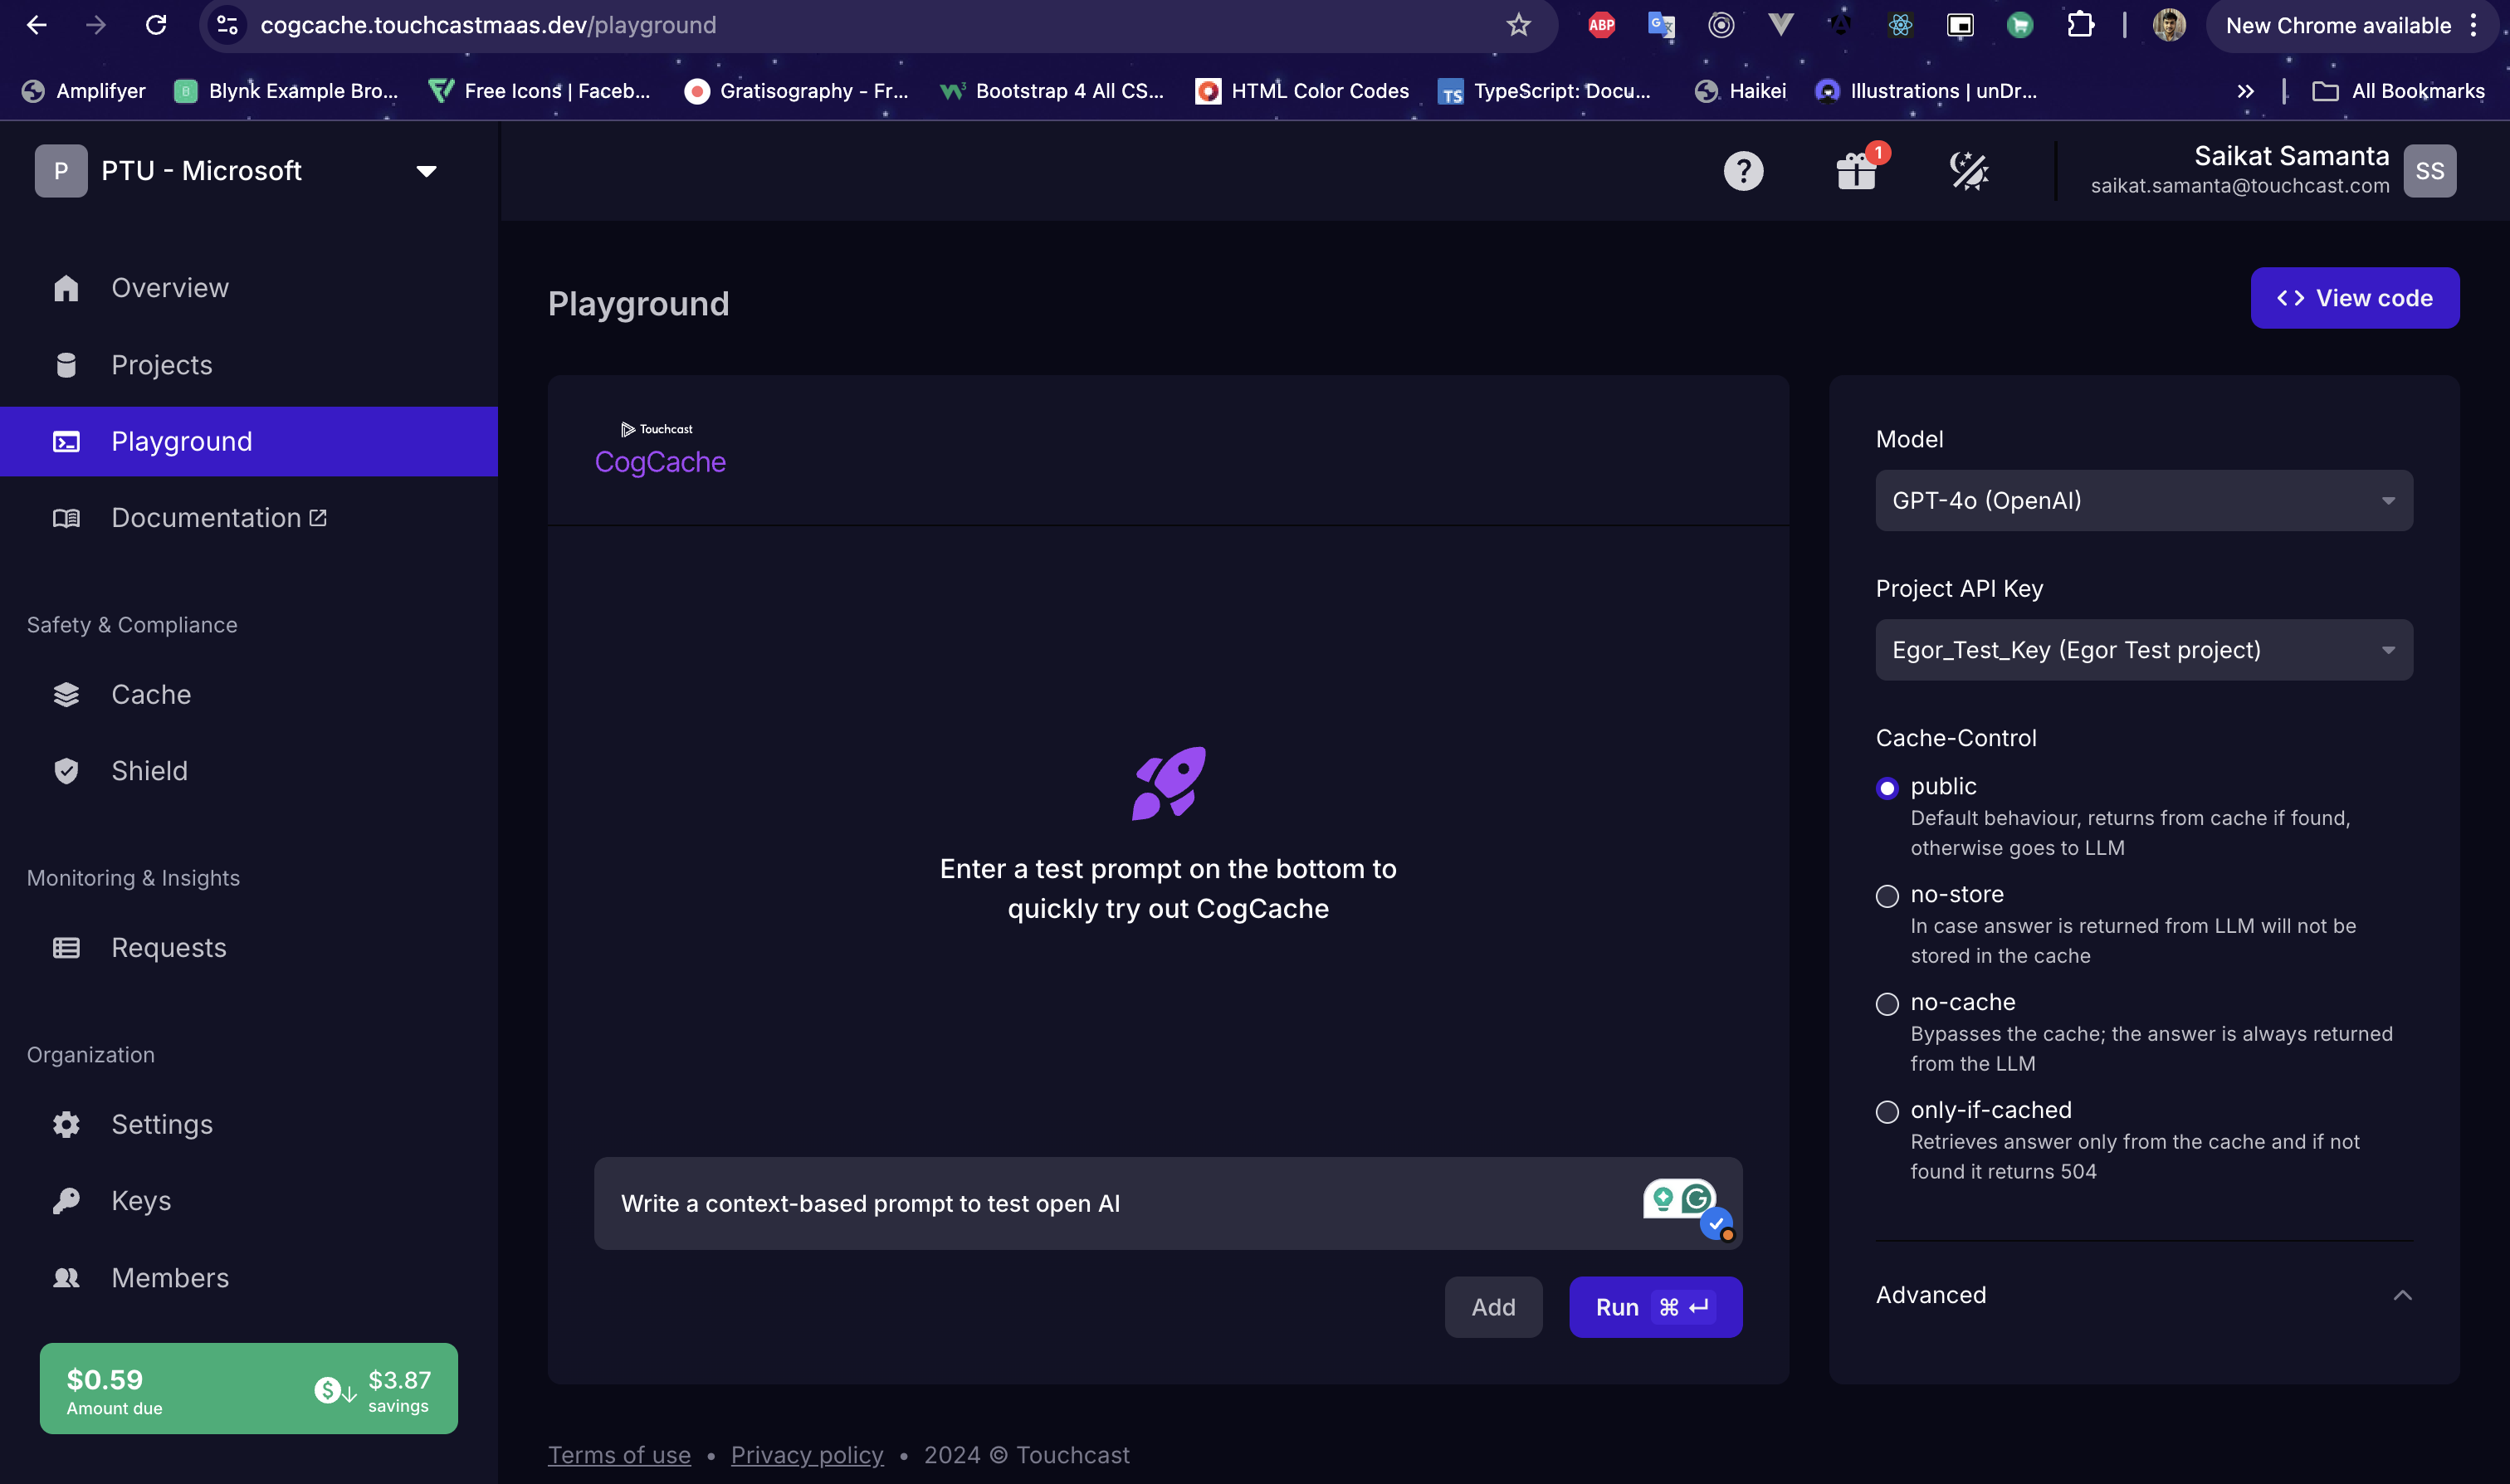 cogcache.touchcastmaas.dev/playground
ABP
New Chrome available
Amplifyer
B
Blynk Example Bro...
Free Icons | Faceb...
Gratisography - Fr...
Bootstrap 4 All CS...
HTML Color Codes
TS
TypeScript: Docu...
Haikei
Illustrations | unDr...
All Bookmarks
P
PTU - Microsoft
?
1
Saikat Samanta
saikat.samanta@touchcast.com
SS
Overview
Projects
Playground
Documentation
Safety & Compliance
Cache
Shield
Monitoring & Insights
Requests
Organization
Settings
Keys
Members
$0.59
Amount due
$
$3.87
savings
Playground
<> View code
Touchcast
CogCache
Enter a test prompt on the bottom to
quickly try out CogCache
Write a context-based prompt to test open AI
Add
Run ⌘ ↵
Model
GPT-4o (OpenAI)
Project API Key
Egor_Test_Key (Egor Test project)
Cache-Control
public
Default behaviour, returns from cache if found,
otherwise goes to LLM
no-store
In case answer is returned from LLM will not be
stored in the cache
no-cache
Bypasses the cache; the answer is always returned
from the LLM
only-if-cached
Retrieves answer only from the cache and if not
found it returns 504
Advanced
Terms of use • Privacy policy • 2024 © Touchcast